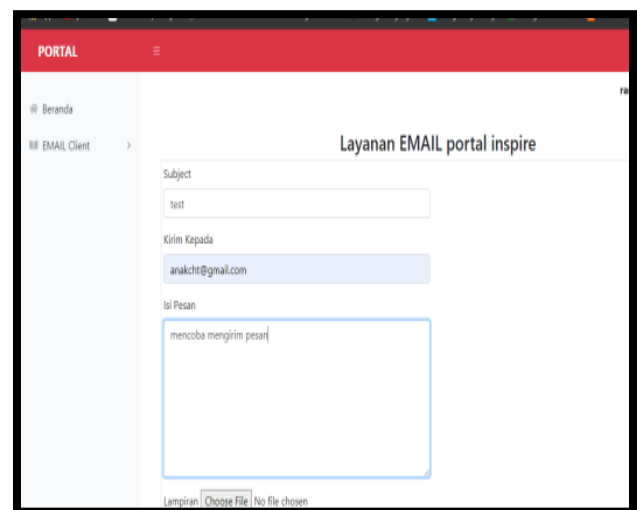 PORTAL
Beranda
EMAIL Client
Layanan EMAIL portal inspire
Subject
test
Kirim Kepada
anakcht@gmail.com
Isi Pesan
mencoba mengirim pesan
Lampiran Choose File No file chosen